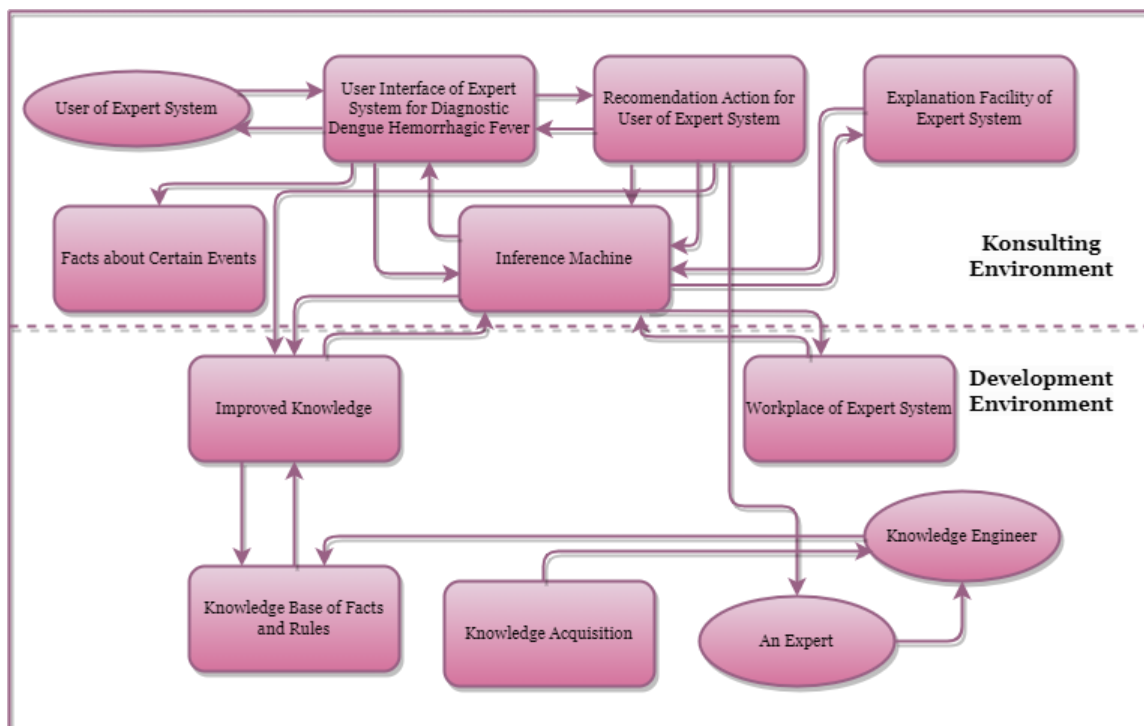 User of Expert System
User Interface of Expert
System for Diagnostic
Dengue Hemorrhagic Fever
Recomendation Action for
User of Expert System
Explanation Facility of
Expert System
Facts about Certain Events
Inference Machine
Konsulting
Environment
Improved Knowledge
Workplace of Expert System
Development
Environment
Knowledge Engineer
Knowledge Base of Facts
and Rules
Knowledge Acquisition
An Expert